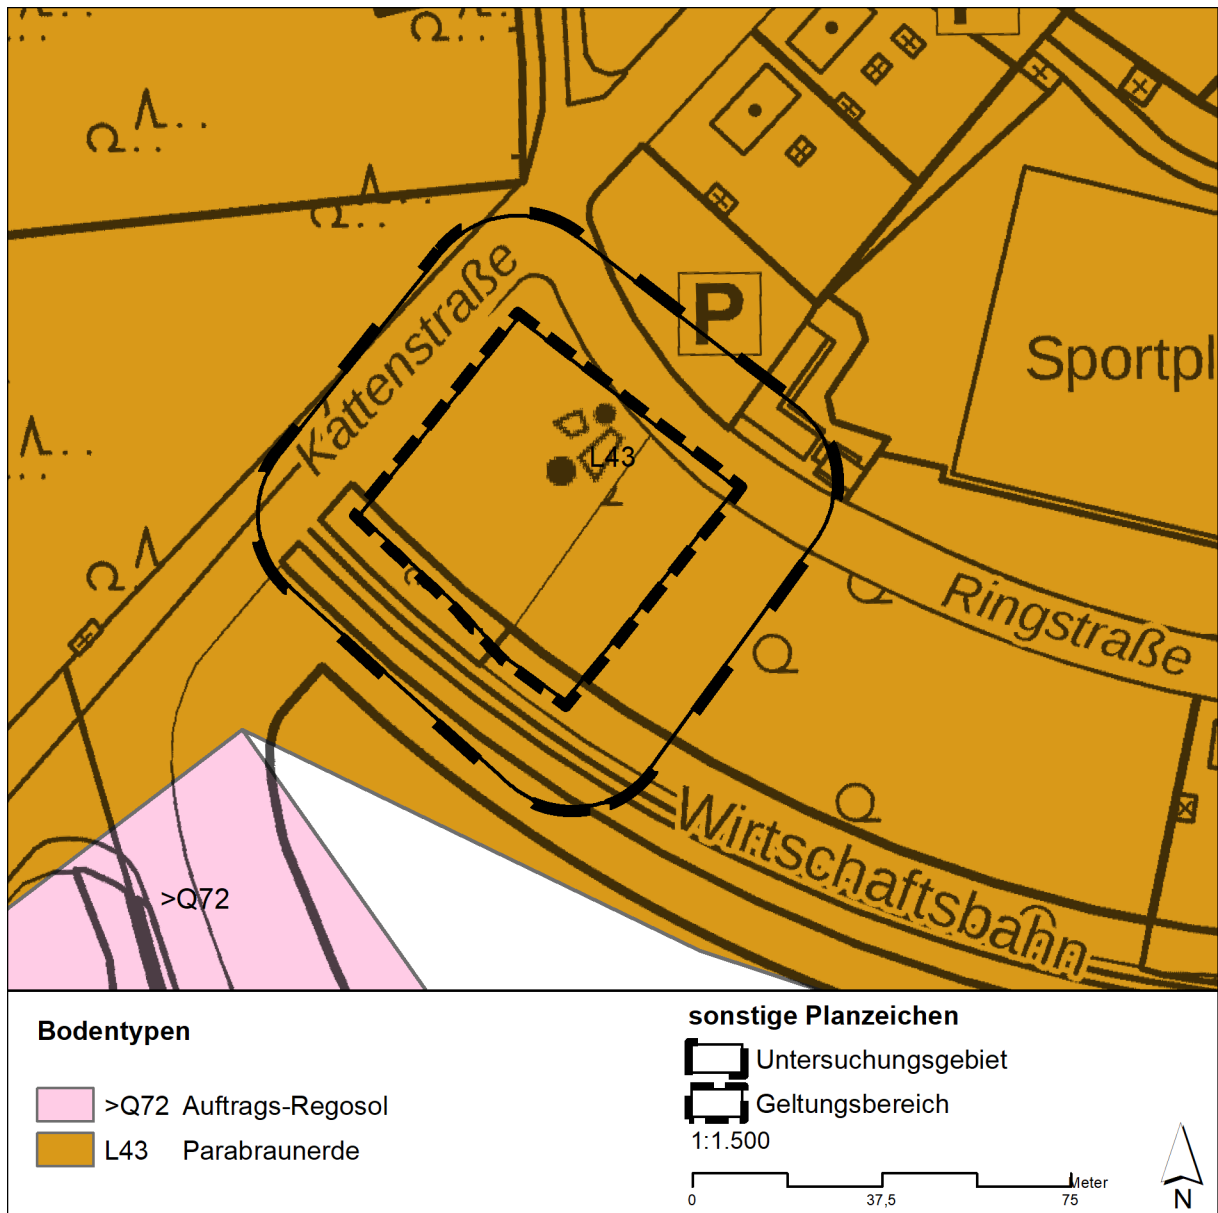 Kattenstraße
P
Sportpl
L43
Ringstraße
Wirtschaftsbahn
>Q72
Bodentypen
>Q72 Auftrags-Regosol
L43 Parabraunerde
sonstige Planzeichen
Untersuchungsgebiet
Geltungsbereich
1:1.500
Meter
0 37,5 75
N